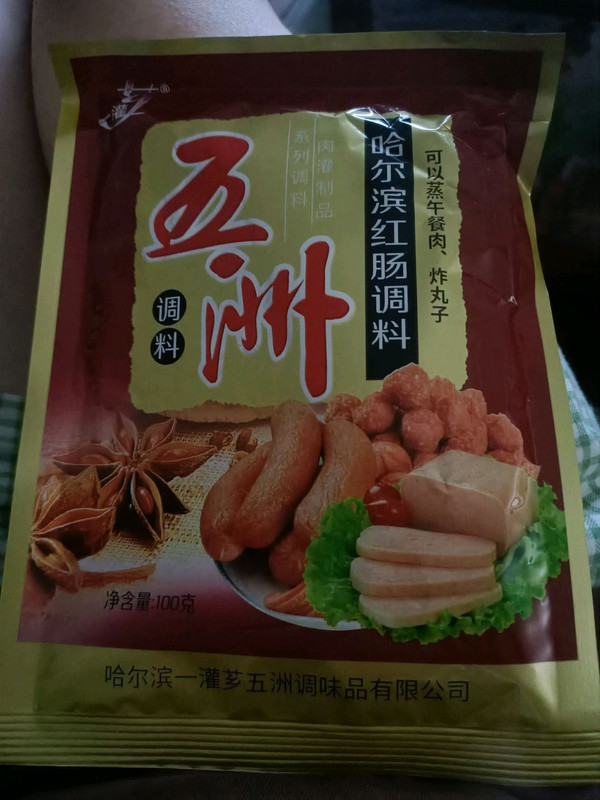 灌
®
五洲
调料
肉灌制品
系列调料
哈尔滨红肠调料
可以蒸午餐肉、炸丸子
净含量:100克
哈尔滨一灌芗五洲调味品有限公司